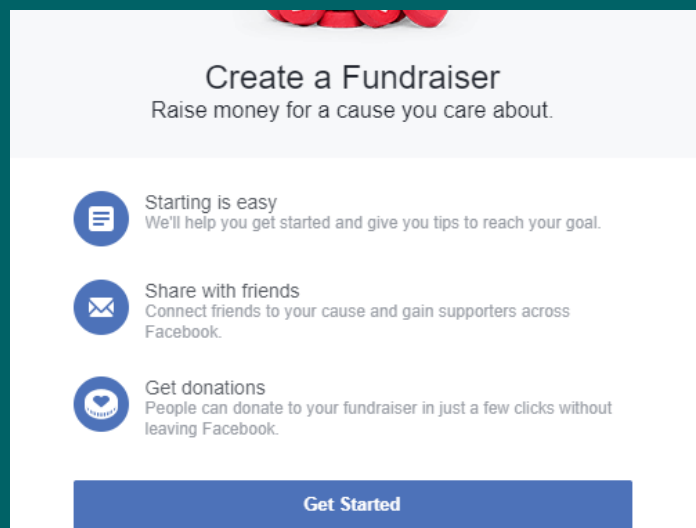 Create a Fundraiser
Raise money for a cause you care about.
Starting is easy
We'll help you get started and give you tips to reach your goal.
Share with friends
Connect friends to your cause and gain supporters across
Facebook.
Get donations
People can donate to your fundraiser in just a few clicks without
leaving Facebook.
Get Started